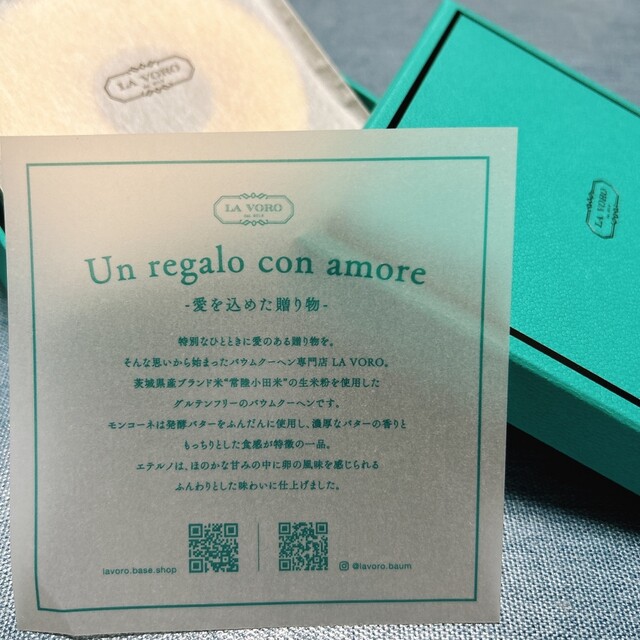 LA VORO
LA VORO
LA VORO
Un regalo con amore
-愛を込めた贈り物-
特別なひとときに愛のある贈り物を。
そんな思いから始まったバウムクーヘン専門店 LA VORO。
茨城県産ブランド米“常陸小田米”の生米粉を使用した
グルテンフリーのバウムクーヘンです。
モンコーネは発酵バターをふんだんに使用し、濃厚なバターの香りと
もっちりとした食感が特徴の一品。
エテルノは、ほのかな甘みの中に卵の風味を感じられる
ふんわりとした味わいに仕上げました。
lavoro.base.shop
@lavoro.baum